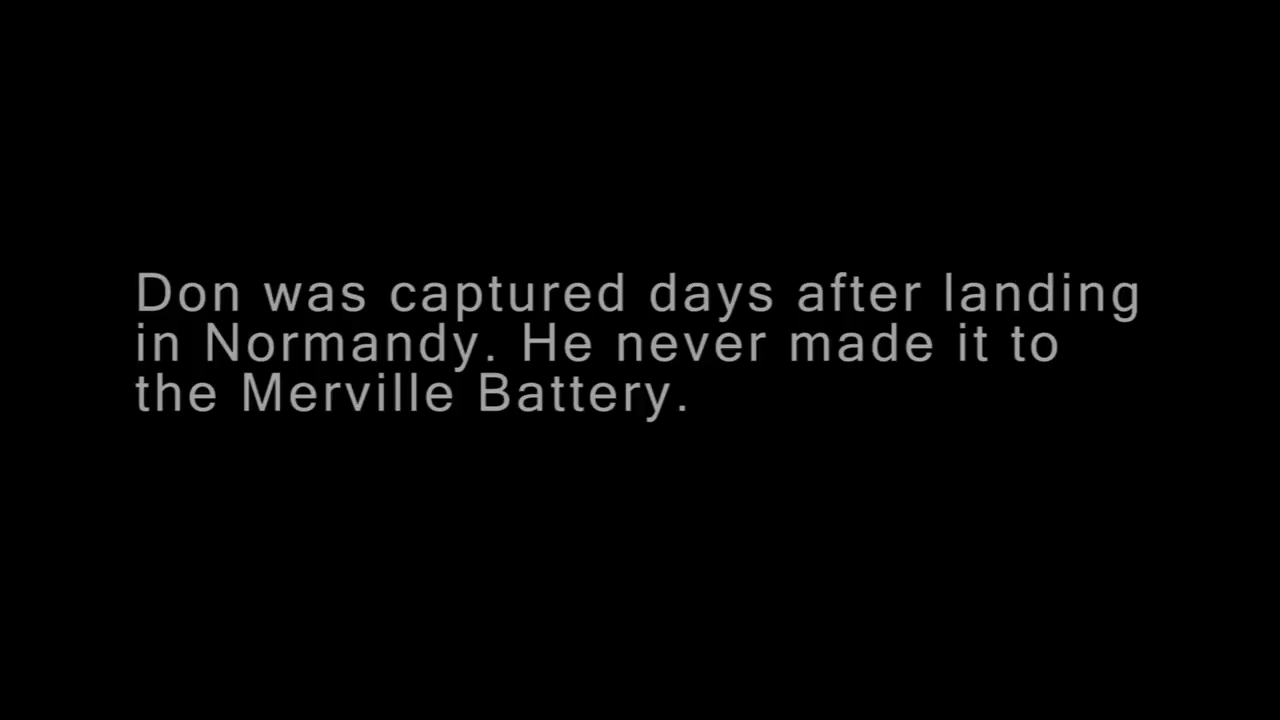 Don was captured days after landing
in Normandy. He never made it to
the Merville Battery.